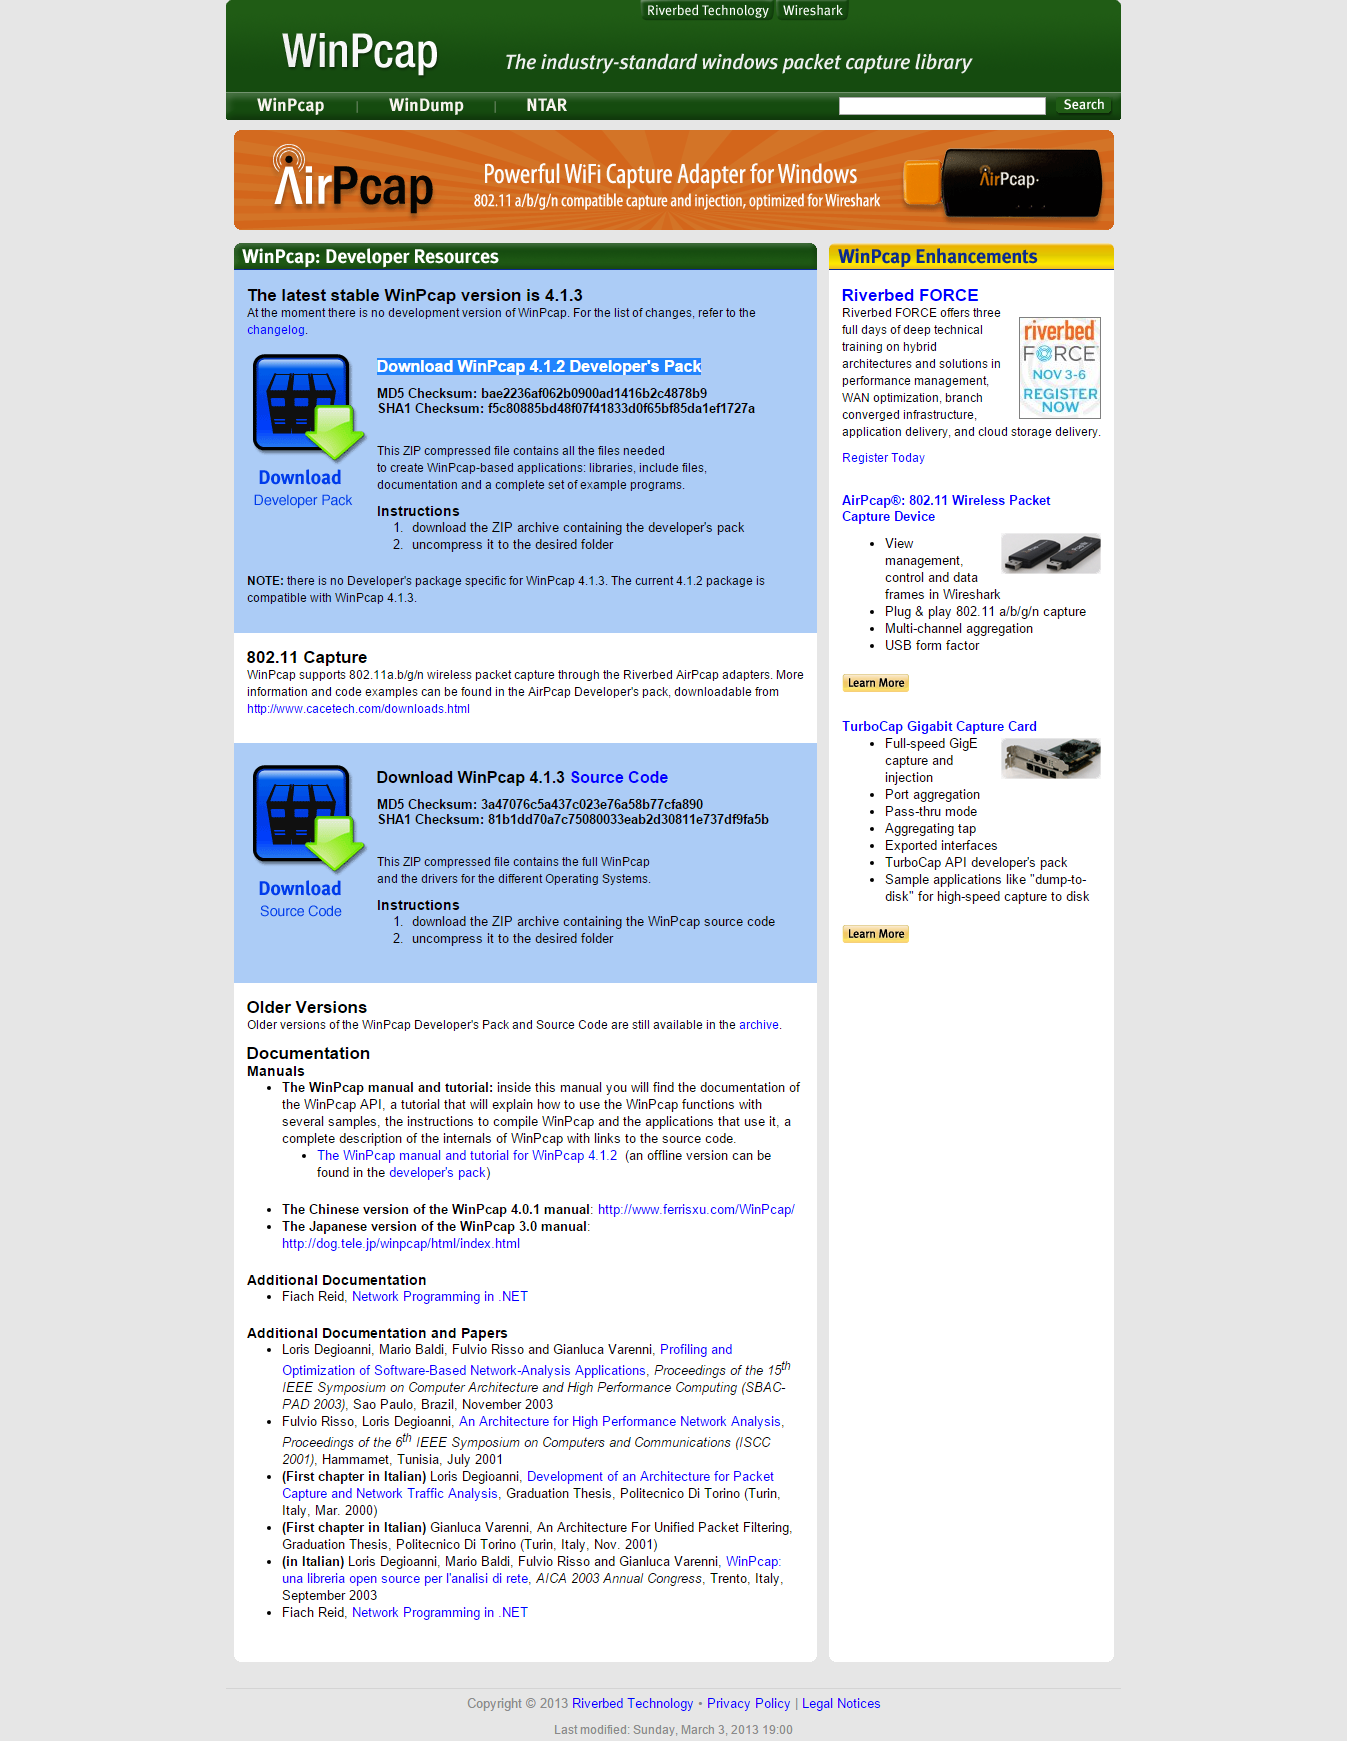 Riverbed Technology
Wireshark
WinPcap
The industry-standard windows packet capture library
WinPcap | WinDump | NTAR
Search
AirPcap
Powerful WiFi Capture Adapter for Windows
802.11 a/b/g/n compatible capture and injection, optimized for Wireshark
AirPcap
WinPcap: Developer Resources
The latest stable WinPcap version is 4.1.3
At the moment there is no development version of WinPcap. For the list of changes, refer to the
changelog.
Download WinPcap 4.1.2 Developer's Pack
MD5 Checksum: bae2236af062b0900ad1416b2c4878b9
SHA1 Checksum: f5c80885bd48f07f41833d0f65bf85da1ef1727a
Download
Developer Pack
This ZIP compressed file contains all the files needed
to create WinPcap-based applications: libraries, include files,
documentation and a complete set of example programs.
Instructions
1. download the ZIP archive containing the developer's pack
2. uncompress it to the desired folder
NOTE: there is no Developer's package specific for WinPcap 4.1.3. The current 4.1.2 package is
compatible with WinPcap 4.1.3.
802.11 Capture
WinPcap supports 802.11a.b/g/n wireless packet capture through the Riverbed AirPcap adapters. More
information and code examples can be found in the AirPcap Developer's pack, downloadable from
http://www.cacetech.com/downloads.html
Download WinPcap 4.1.3 Source Code
MD5 Checksum: 3a47076c5a437c023e76a58b77cfa890
SHA1 Checksum: 81b1dd70a7c75080033eab2d30811e737df9fa5b
Download
Source Code
This ZIP compressed file contains the full WinPcap
and the drivers for the different Operating Systems.
Instructions
1. download the ZIP archive containing the WinPcap source code
2. uncompress it to the desired folder
Older Versions
Older versions of the WinPcap Developer's Pack and Source Code are still available in the archive.
Documentation
Manuals
• The WinPcap manual and tutorial: inside this manual you will find the documentation of
the WinPcap API, a tutorial that will explain how to use the WinPcap functions with
several samples, the instructions to compile WinPcap and the applications that use it, a
complete description of the internals of WinPcap with links to the source code.
• The WinPcap manual and tutorial for WinPcap 4.1.2 (an offline version can be
found in the developer's pack)
• The Chinese version of the WinPcap 4.0.1 manual: http://www.ferrisxu.com/WinPcap/
• The Japanese version of the WinPcap 3.0 manual:
http://dog.tele.jp/winpcap/html/index.html
Additional Documentation
• Fiach Reid, Network Programming in .NET
Additional Documentation and Papers
• Loris Degioanni, Mario Baldi, Fulvio Risso and Gianluca Varenni, Profiling and
Optimization of Software-Based Network-Analysis Applications, Proceedings of the 15th
IEEE Symposium on Computer Architecture and High Performance Computing (SBAC-
PAD 2003), Sao Paulo, Brazil, November 2003
• Fulvio Risso, Loris Degioanni, An Architecture for High Performance Network Analysis,
Proceedings of the 6th IEEE Symposium on Computers and Communications (ISCC
2001), Hammamet, Tunisia, July 2001
• (First chapter in Italian) Loris Degioanni, Development of an Architecture for Packet
Capture and Network Traffic Analysis, Graduation Thesis, Politecnico Di Torino (Turin,
Italy, Mar. 2000)
• (First chapter in Italian) Gianluca Varenni, An Architecture For Unified Packet Filtering,
Graduation Thesis, Politecnico Di Torino (Turin, Italy, Nov. 2001)
• (in Italian) Loris Degioanni, Mario Baldi, Fulvio Risso and Gianluca Varenni, WinPcap:
una libreria open source per l'analisi di rete, AICA 2003 Annual Congress, Trento, Italy,
September 2003
• Fiach Reid, Network Programming in .NET
WinPcap Enhancements
Riverbed FORCE
Riverbed FORCE offers three
full days of deep technical
training on hybrid
architectures and solutions in
performance management,
WAN optimization, branch
converged infrastructure,
application delivery, and cloud storage delivery.
riverbed
FORCE
NOV 3-6
REGISTER
NOW
Register Today
AirPcap®: 802.11 Wireless Packet
Capture Device
• View
management,
control and data
frames in Wireshark
• Plug & play 802.11 a/b/g/n capture
• Multi-channel aggregation
• USB form factor
Learn More
TurboCap Gigabit Capture Card
• Full-speed GigE
capture and
injection
• Port aggregation
• Pass-thru mode
• Aggregating tap
• Exported interfaces
• TurboCap API developer's pack
• Sample applications like "dump-to-
disk" for high-speed capture to disk
Learn More
Copyright © 2013 Riverbed Technology • Privacy Policy | Legal Notices
Last modified: Sunday, March 3, 2013 19:00